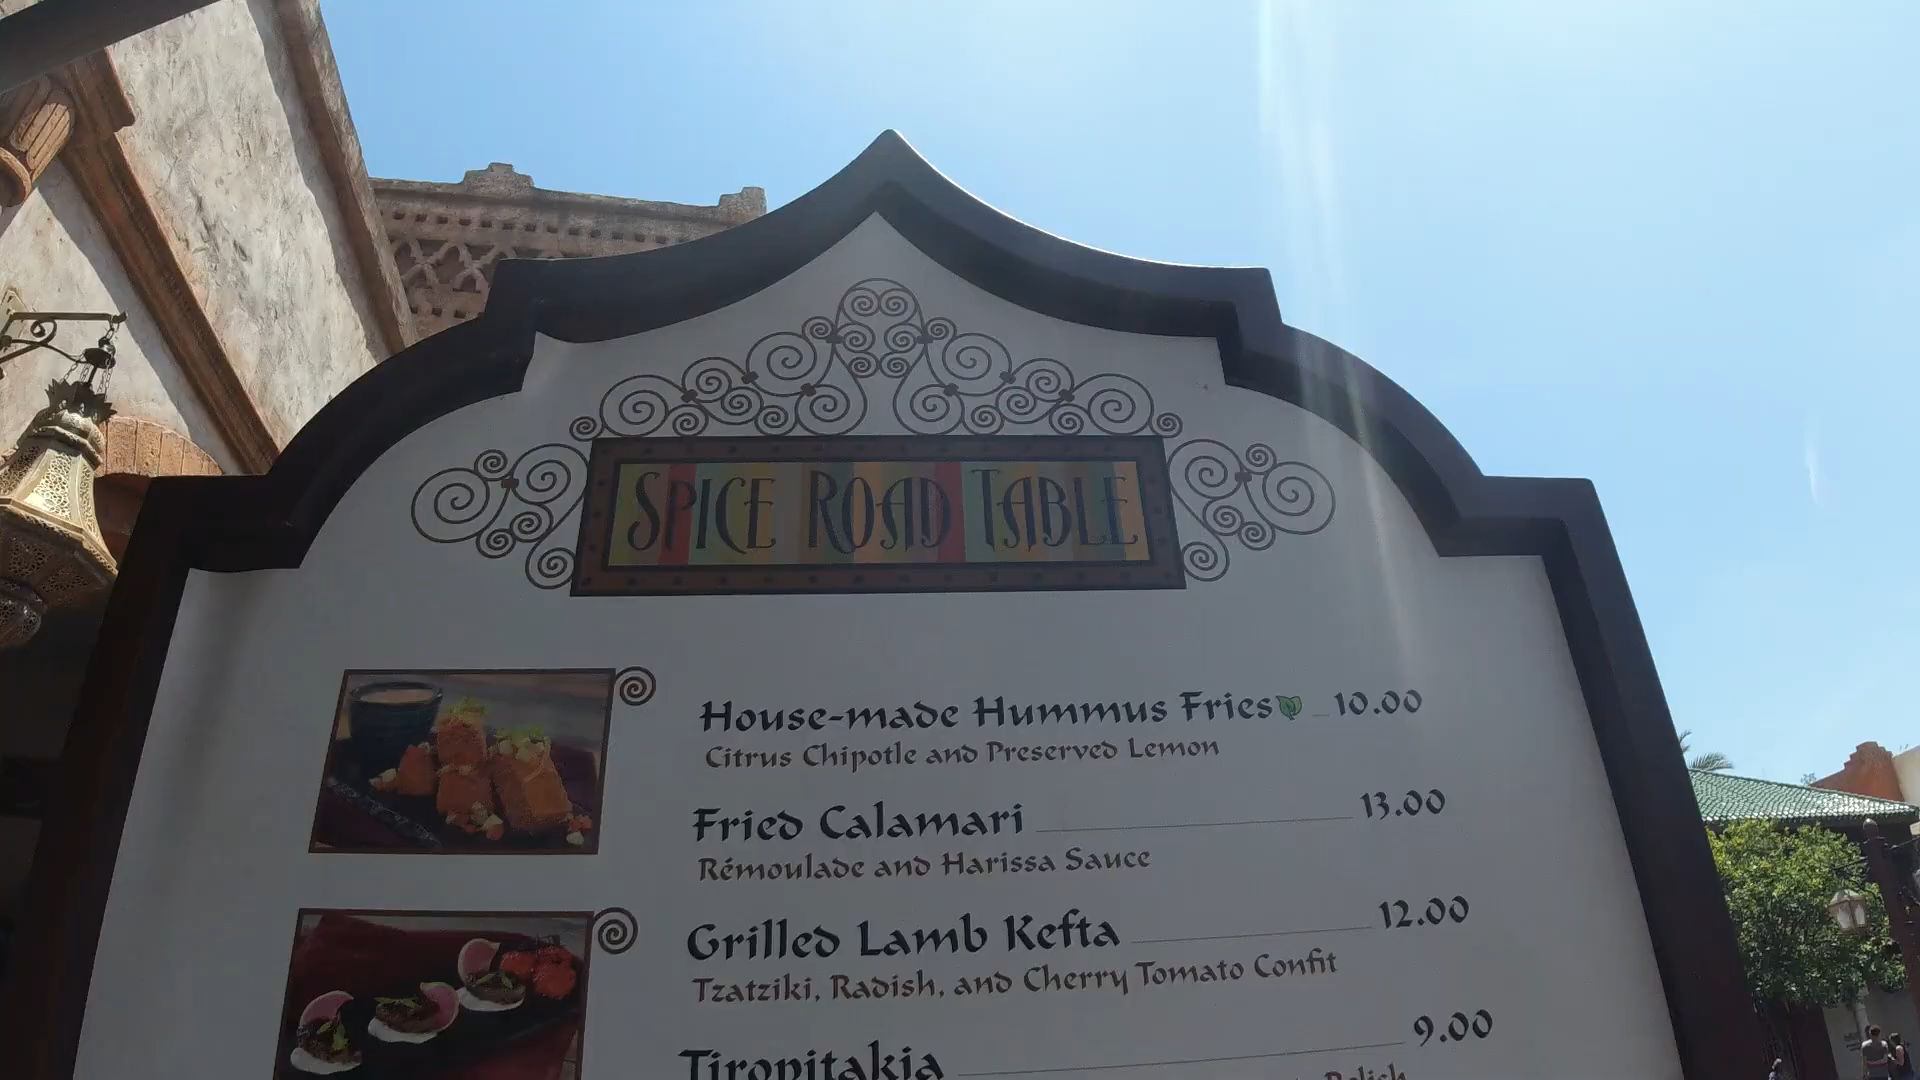 SPICE ROAD TABLE
House-made Hummus Fries 10.00
Citrus Chipotle and Preserved Lemon
Fried Calamari 13.00
Rémoulade and Harissa Sauce
Grilled Lamb Kefta 12.00
Tzatziki, Radish, and Cherry Tomato Confit
Tiropitakia 9.00
Relish